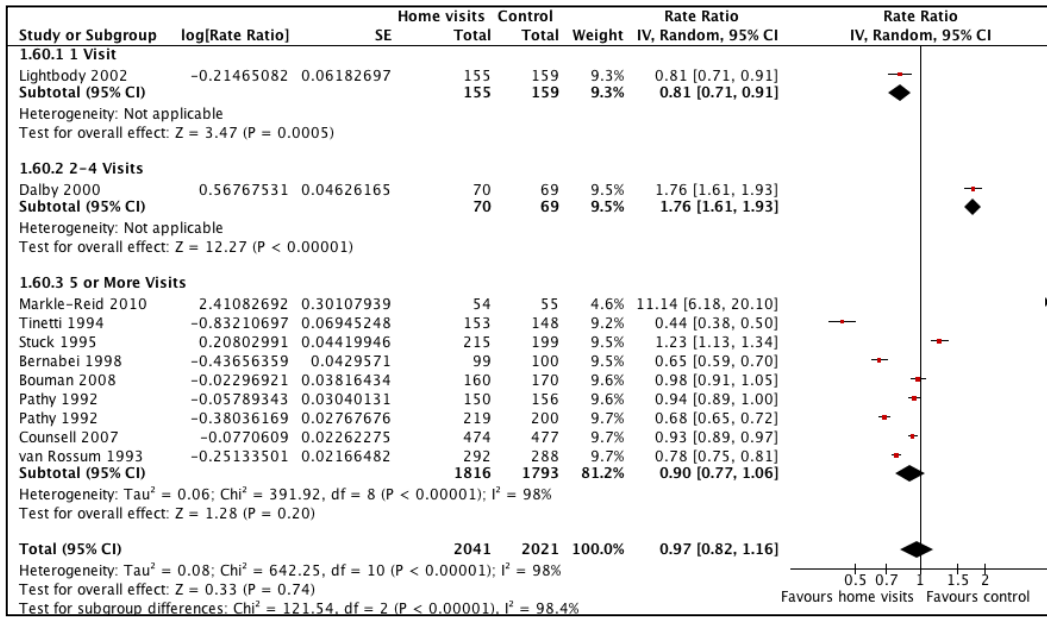 Home visits Control Rate Ratio Rate Ratio
Study or Subgroup log[Rate Ratio] SE Total Total Weight IV, Random, 95% CI IV, Random, 95% CI
1.60.1 1 Visit
Lightbody 2002 −0.21465082 0.06182697 155 159 9.3% 0.81 [0.71, 0.91]
Subtotal (95% CI) 155 159 9.3% 0.81 [0.71, 0.91]
Heterogeneity: Not applicable
Test for overall effect: Z = 3.47 (P = 0.0005)
1.60.2 2−4 Visits
Dalby 2000 0.56767531 0.04626165 70 69 9.5% 1.76 [1.61, 1.93]
Subtotal (95% CI) 70 69 9.5% 1.76 [1.61, 1.93]
Heterogeneity: Not applicable
Test for overall effect: Z = 12.27 (P < 0.00001)
1.60.3 5 or More Visits
Markle−Reid 2010 2.41082692 0.30107939 54 55 4.6% 11.14 [6.18, 20.10]
Tinetti 1994 −0.83210697 0.06945248 153 148 9.2% 0.44 [0.38, 0.50]
Stuck 1995 0.20802991 0.04419946 215 199 9.5% 1.23 [1.13, 1.34]
Bernabei 1998 −0.43656359 0.0429571 99 100 9.5% 0.65 [0.59, 0.70]
Bouman 2008 −0.02296921 0.03816434 160 170 9.6% 0.98 [0.91, 1.05]
Pathy 1992 −0.05789343 0.03040131 150 156 9.6% 0.94 [0.89, 1.00]
Pathy 1992 −0.38036169 0.02767676 219 200 9.7% 0.68 [0.65, 0.72]
Counsell 2007 −0.0770609 0.02262275 474 477 9.7% 0.93 [0.89, 0.97]
van Rossum 1993 −0.25133501 0.02166482 292 288 9.7% 0.78 [0.75, 0.81]
Subtotal (95% CI) 1816 1793 81.2% 0.90 [0.77, 1.06]
Heterogeneity: Tau² = 0.06; Chi² = 391.92, df = 8 (P < 0.00001); I² = 98%
Test for overall effect: Z = 1.28 (P = 0.20)
Total (95% CI) 2041 2021 100.0% 0.97 [0.82, 1.16]
Heterogeneity: Tau² = 0.08; Chi² = 642.25, df = 10 (P < 0.00001); I² = 98%
Test for overall effect: Z = 0.33 (P = 0.74)
Test for subgroup differences: Chi² = 121.54, df = 2 (P < 0.00001), I² = 98.4%
0.5 0.7 1 1.5 2
Favours home visits Favours control